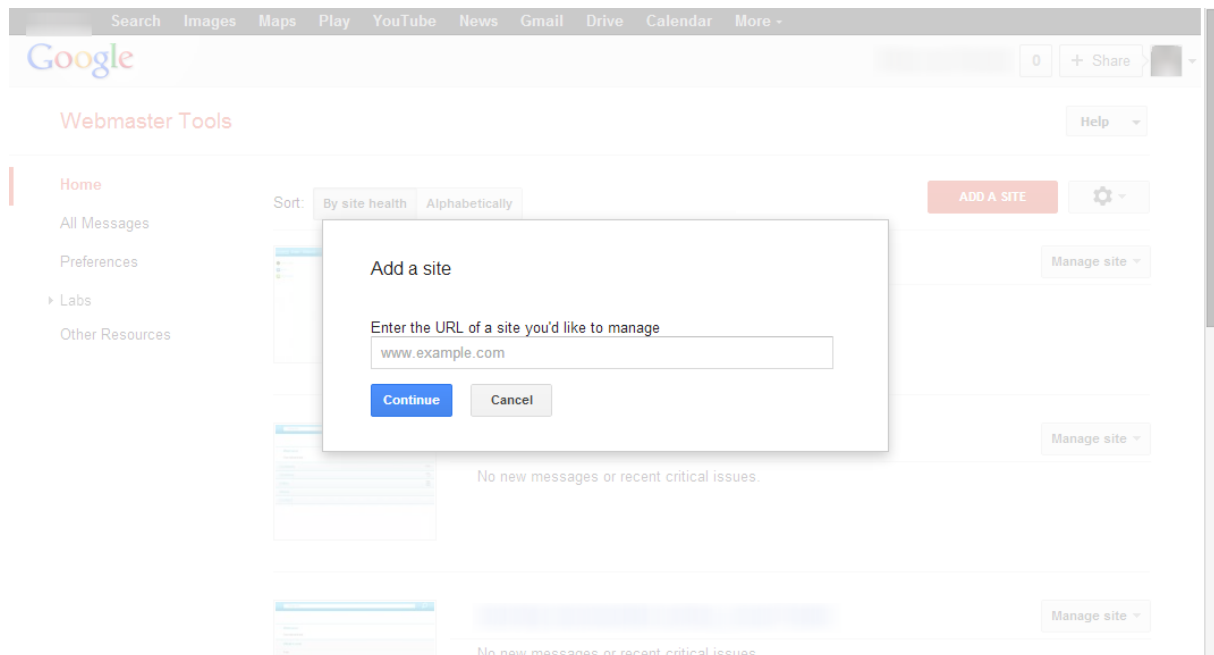 Search Images Maps Play YouTube News Gmail Drive Calendar More
Google
0 + Share
Webmaster Tools
Help
Home
Sort: By site health Alphabetically
ADD A SITE
All Messages
Add a site
Preferences
Manage site
Labs
Enter the URL of a site you'd like to manage
Other Resources
www.example.com
Continue Cancel
Manage site
No new messages or recent critical issues.
Manage site
No new messages or recent critical issues